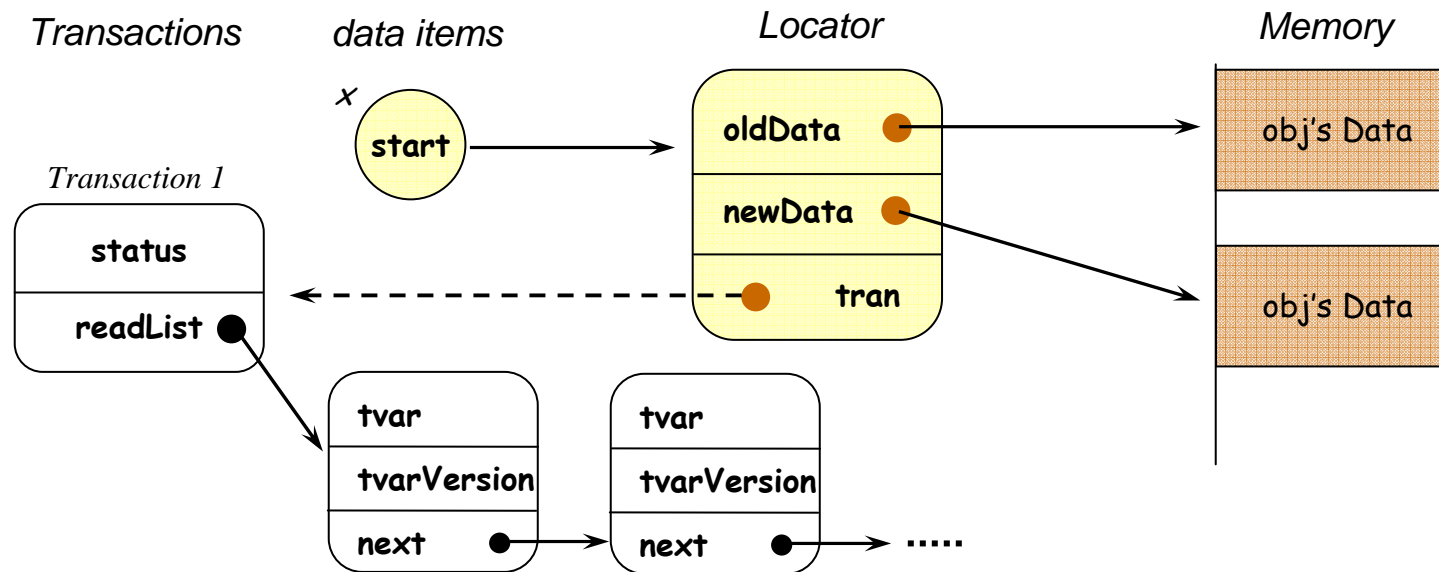 Transactions
data items
Locator
Memory
x
start
oldData
newData
tran
obj's Data
obj's Data
Transaction 1
status
readList
tvar
tvarVersion
next
tvar
tvarVersion
next
.....